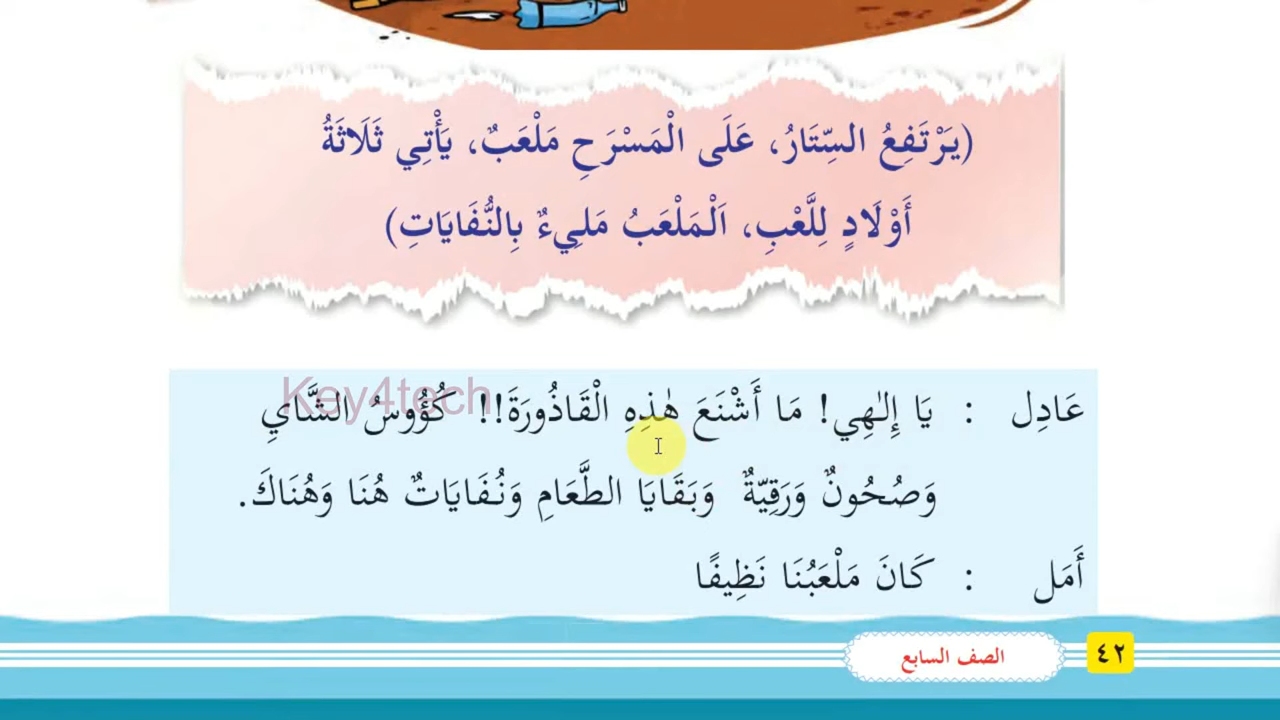 (يَرْتَفِعُ السِّتَارُ، عَلَى الْمَسْرَحِ مَلْعَبٌ، يَأْتِي ثَلَاثَةُ
أَوْلَادٍ لِلَّعْبِ، اَلْمَلْعَبُ مَلِيءٌ بِالنُّفَايَاتِ)
Key4tech
عَادِل : يَا إِلٰهِي! مَا أَشْنَعَ هٰذِهِ الْقَاذُورَةَ!! كُؤُوسُ الشَّايِ
وَصُحُونٌ وَرَقِيّةٌ وَبَقَايَا الطَّعَامِ وَنُفَايَاتٌ هُنَا وَهُنَاكَ.
أَمَل : كَانَ مَلْعَبُنَا نَظِيفًا
الصف السابع
٤٢